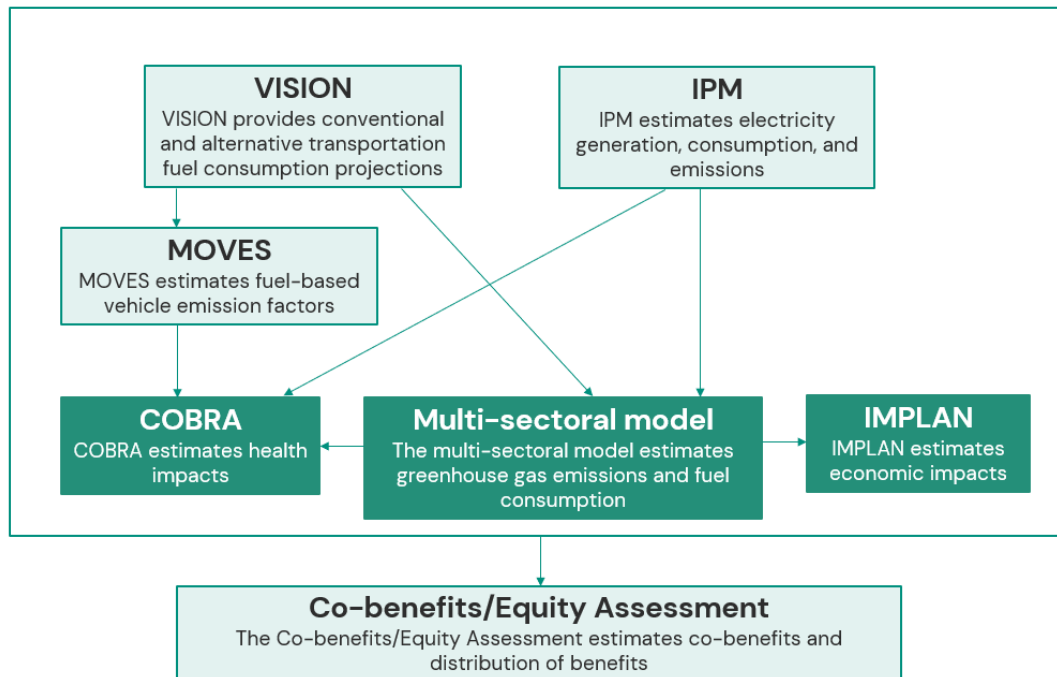 VISION
VISION provides conventional
and alternative transportation
fuel consumption projections
IPM
IPM estimates electricity
generation, consumption, and
emissions
MOVES
MOVES estimates fuel-based
vehicle emission factors
COBRA
COBRA estimates health
impacts
Multi-sectoral model
The multi-sectoral model estimates
greenhouse gas emissions and fuel
consumption
IMPLAN
IMPLAN estimates
economic impacts
Co-benefits/Equity Assessment
The Co-benefits/Equity Assessment estimates co-benefits and
distribution of benefits